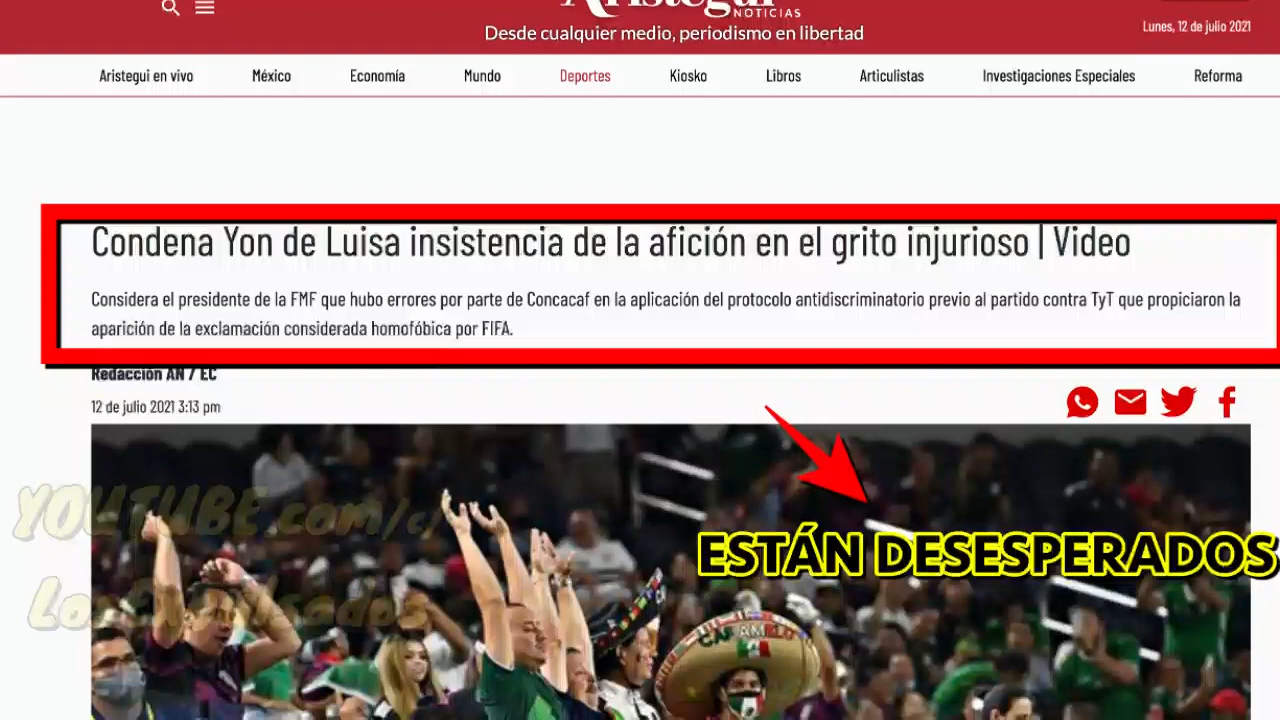 Aristegui
NOTICIAS
Desde cualquier medio, periodismo en libertad
Lunes, 12 de julio 2021
Aristegui en vivo México Economía Mundo Deportes Kiosko Libros Articulistas Investigaciones Especiales Reforma
Condena Yon de Luisa insistencia de la afición en el grito injurioso | Video
Considera el presidente de la FMF que hubo errores por parte de Concacaf en la aplicación del protocolo antidiscriminatorio previo al partido contra TyT que propiciaron la
aparición de la exclamación considerada homofóbica por FIFA.
Redacción AN / EC
12 de julio 2021 3:13 pm
YOUTUBE.com/c/
ESTÁN DESESPERADOS